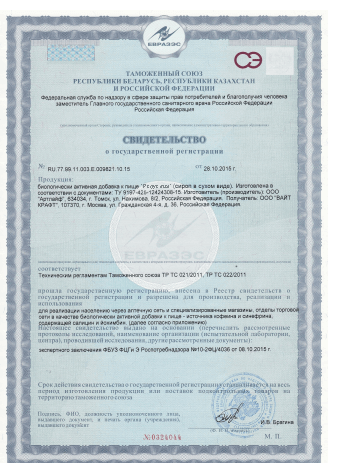 ЕВРАЗЭС
СЭ
ТАМОЖЕННЫЙ СОЮЗ
РЕСПУБЛИКИ БЕЛАРУСЬ, РЕСПУБЛИКИ КАЗАХСТАН
И РОССИЙСКОЙ ФЕДЕРАЦИИ
Федеральная служба по надзору в сфере защиты прав потребителей и благополучия человека
заместитель Главного государственного санитарного врача Российской Федерации
Российская Федерация
СВИДЕТЕЛЬСТВО
о государственной регистрации
№ RU.77.99.11.003.Е.009821.10.15 от 28.10.2015 г.
Продукция:
биологически активная добавка к пище (сироп в сухом виде). Изготовлена в
соответствии с документами: ТУ 9197-425-12424308-15. Изготовитель (производитель): ООО
"Артлайф", 634034, г. Томск, ул. Нахимова, 8/2, Российская Федерация. Получатель: ООО "ВАЙТ
КРАФТ", 107370, г. Москва, ул. Гражданская 4-я, д. 36, Российская Федерация.
ЕВРАЗЭС
соответствует
Техническим регламентам Таможенного союза ТР ТС 021/2011, ТР ТС 022/2011
прошла государственную регистрацию, внесена в Реестр свидетельств о
государственной регистрации и разрешена для производства, реализации и
использования
для реализации населению через аптечную сеть и специализированные магазины, отделы торговой
сети в качестве биологически активной добавки к пище - источника кофеина и синефрина,
содержащей салицин и йохимбин. (далее согласно приложению)
Настоящее свидетельство выдано на основании (перечислить рассмотренные
протоколы исследований, наименование организации (испытательной лаборатории,
центра), проводившей исследования, другие рассмотренные документы):
экспертного заключения ФБУЗ ФЦГи Э Роспотребнадзора №10-2ФЦ/4036 от 08.10.2015 г.
Срок действия свидетельства о государственной регистрации устанавливается на весь
период изготовления продукции или поставок подконтрольных товаров на
территорию таможенного союза
Подпись, ФИО, должность уполномоченного лица,
выдавшего документ, и печать органа (учреждения),
выдавшего документ
И.В. Брагина
№0324044
М. П.